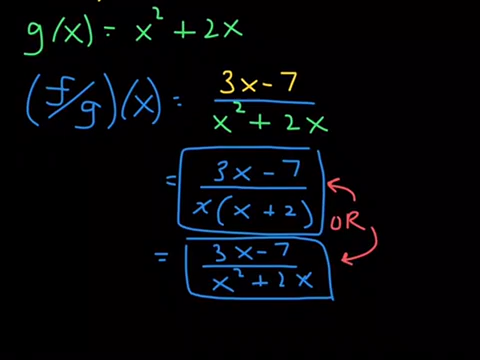 g(x) = x² + 2x
(f/g)(x) = (3x - 7)/(x² + 2x)
= (3x - 7)/(x(x + 2))
OR
= (3x - 7)/(x² + 2x)